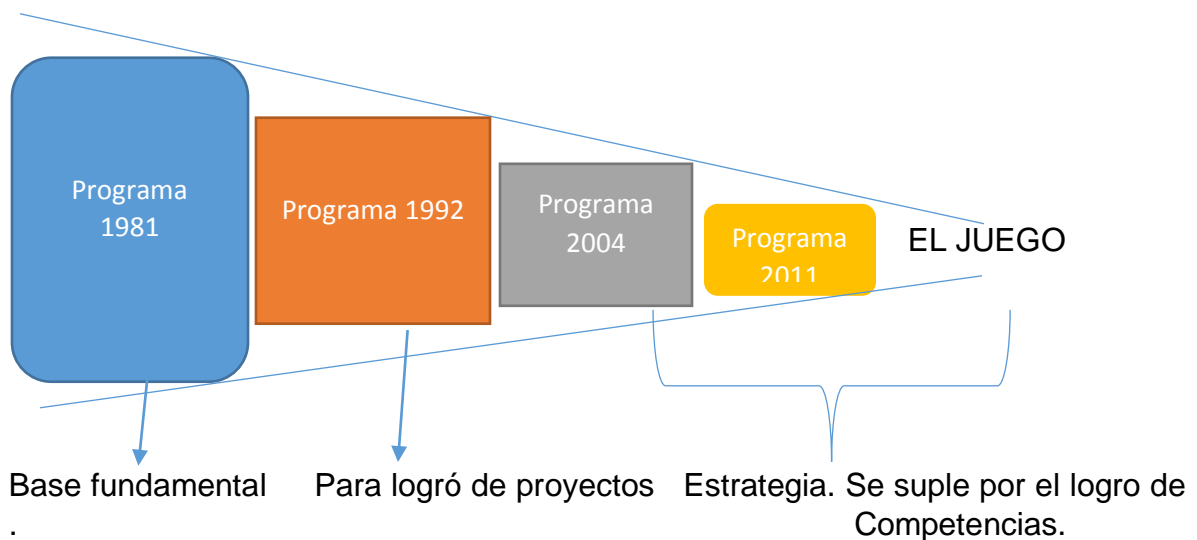 Programa
1981
Programa 1992
Programa
2004
Programa
2011
EL JUEGO
Base fundamental
.
Para logró de proyectos
Estrategia. Se suple por el logro de
Competencias.